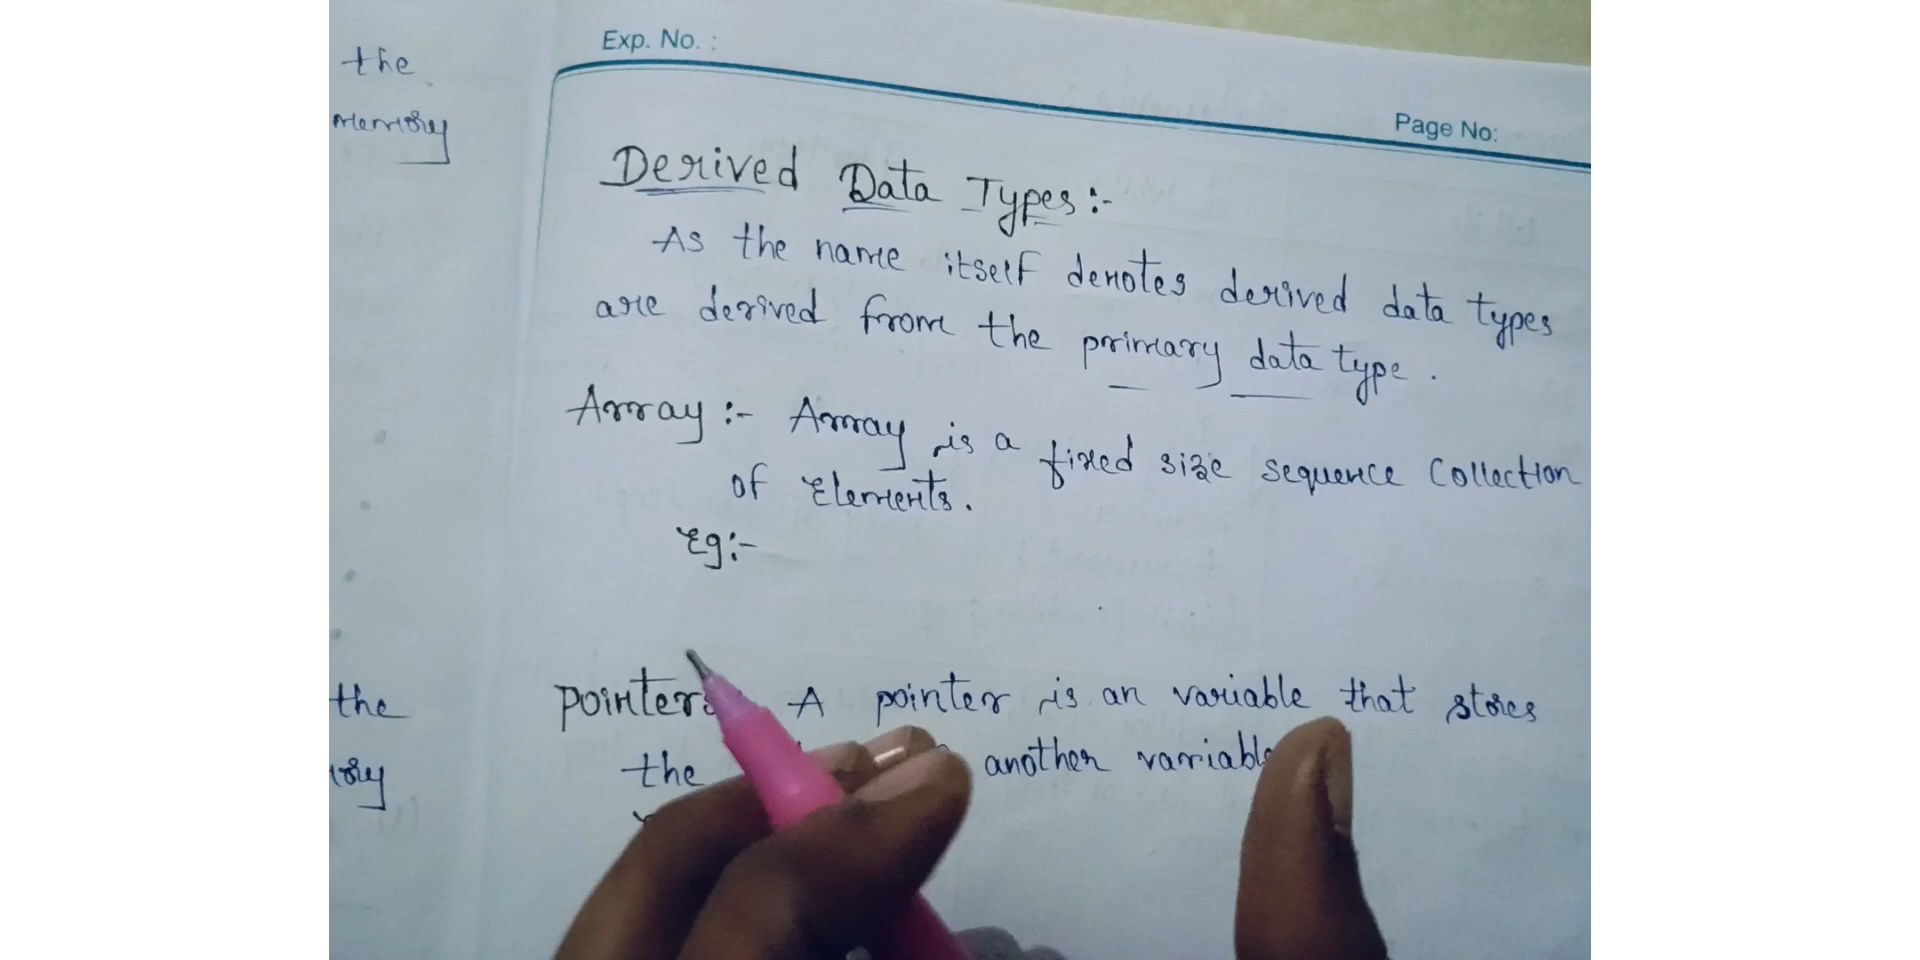 the
memory
Exp. No. :
Page No:
Derived Data Types :-
As the name itself denotes derived data types
are derived from the primary data type .
Array :- Array is a fixed size sequence Collection
of Elements.
Eg:-
the
Pointer: A pointer is an variable that stores
the another variable